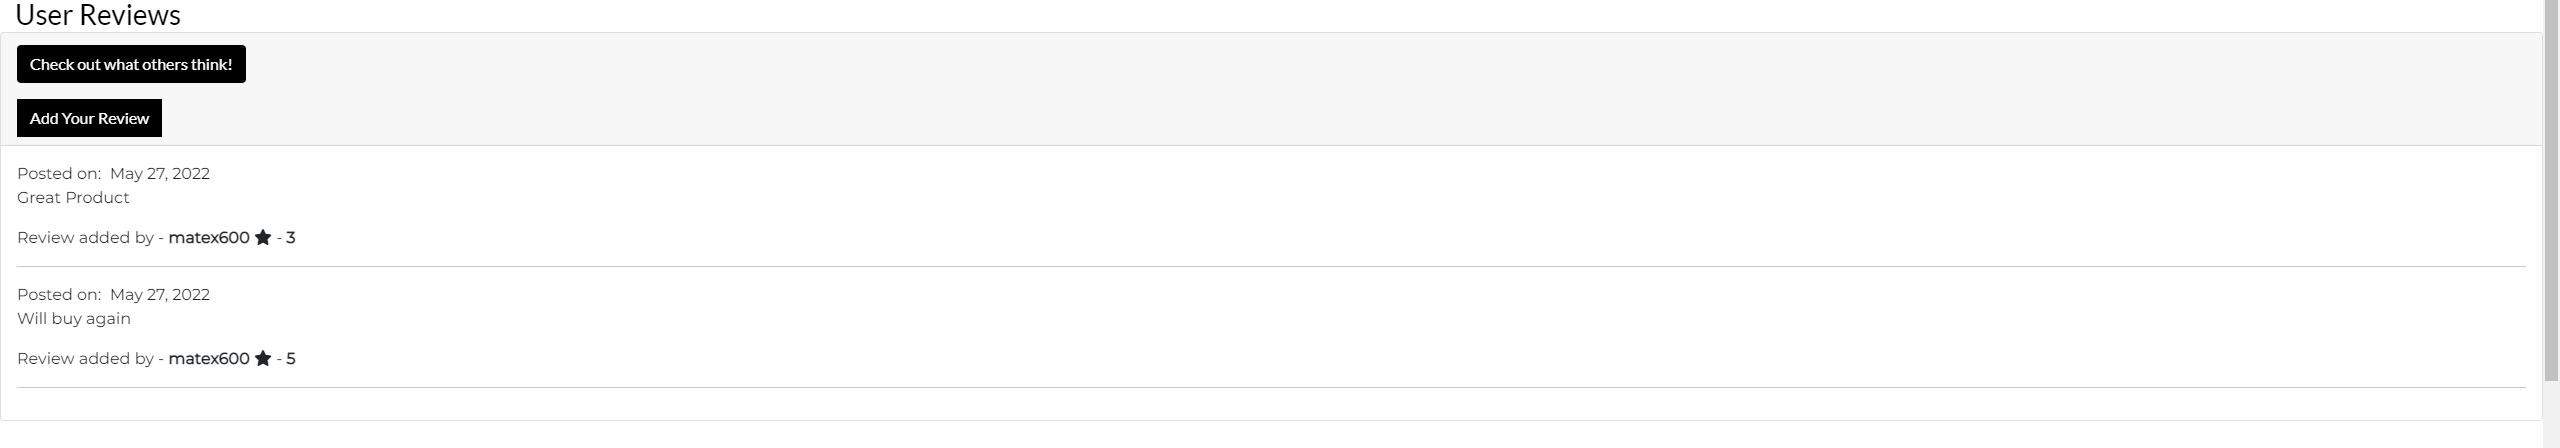 User Reviews
Check out what others think!
Add Your Review
Posted on: May 27, 2022
Great Product
Review added by - matex600 ★ - 3
Posted on: May 27, 2022
Will buy again
Review added by - matex600 ★ - 5